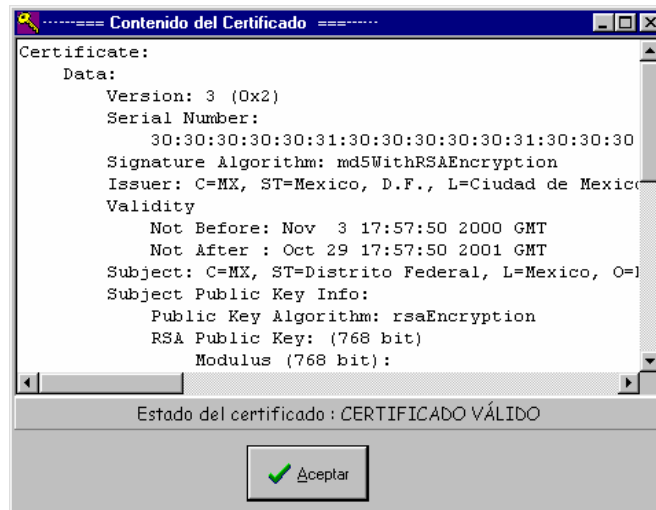 ------=== Contenido del Certificado ===------
Certificate:
Data:
Version: 3 (0x2)
Serial Number:
30:30:30:30:30:31:30:30:30:30:30:31:30:30:30
Signature Algorithm: md5WithRSAEncryption
Issuer: C=MX, ST=Mexico, D.F., L=Ciudad de Mexico
Validity
Not Before: Nov  3 17:57:50 2000 GMT
Not After : Oct 29 17:57:50 2001 GMT
Subject: C=MX, ST=Distrito Federal, L=Mexico, O=
Subject Public Key Info:
Public Key Algorithm: rsaEncryption
RSA Public Key: (768 bit)
Modulus (768 bit):
Estado del certificado : CERTIFICADO VÁLIDO
Aceptar